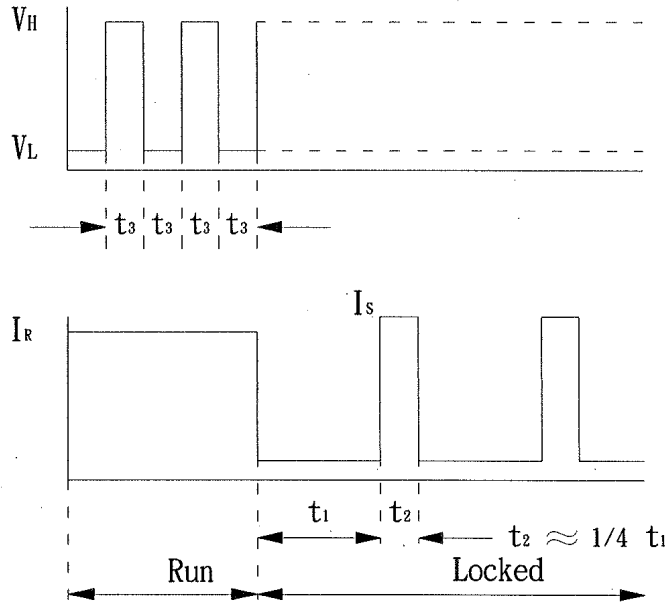 VH
VL
t3 t3 t3 t3
IS
IR
t1 t2 t2 ≈ 1/4 t1
Run Locked